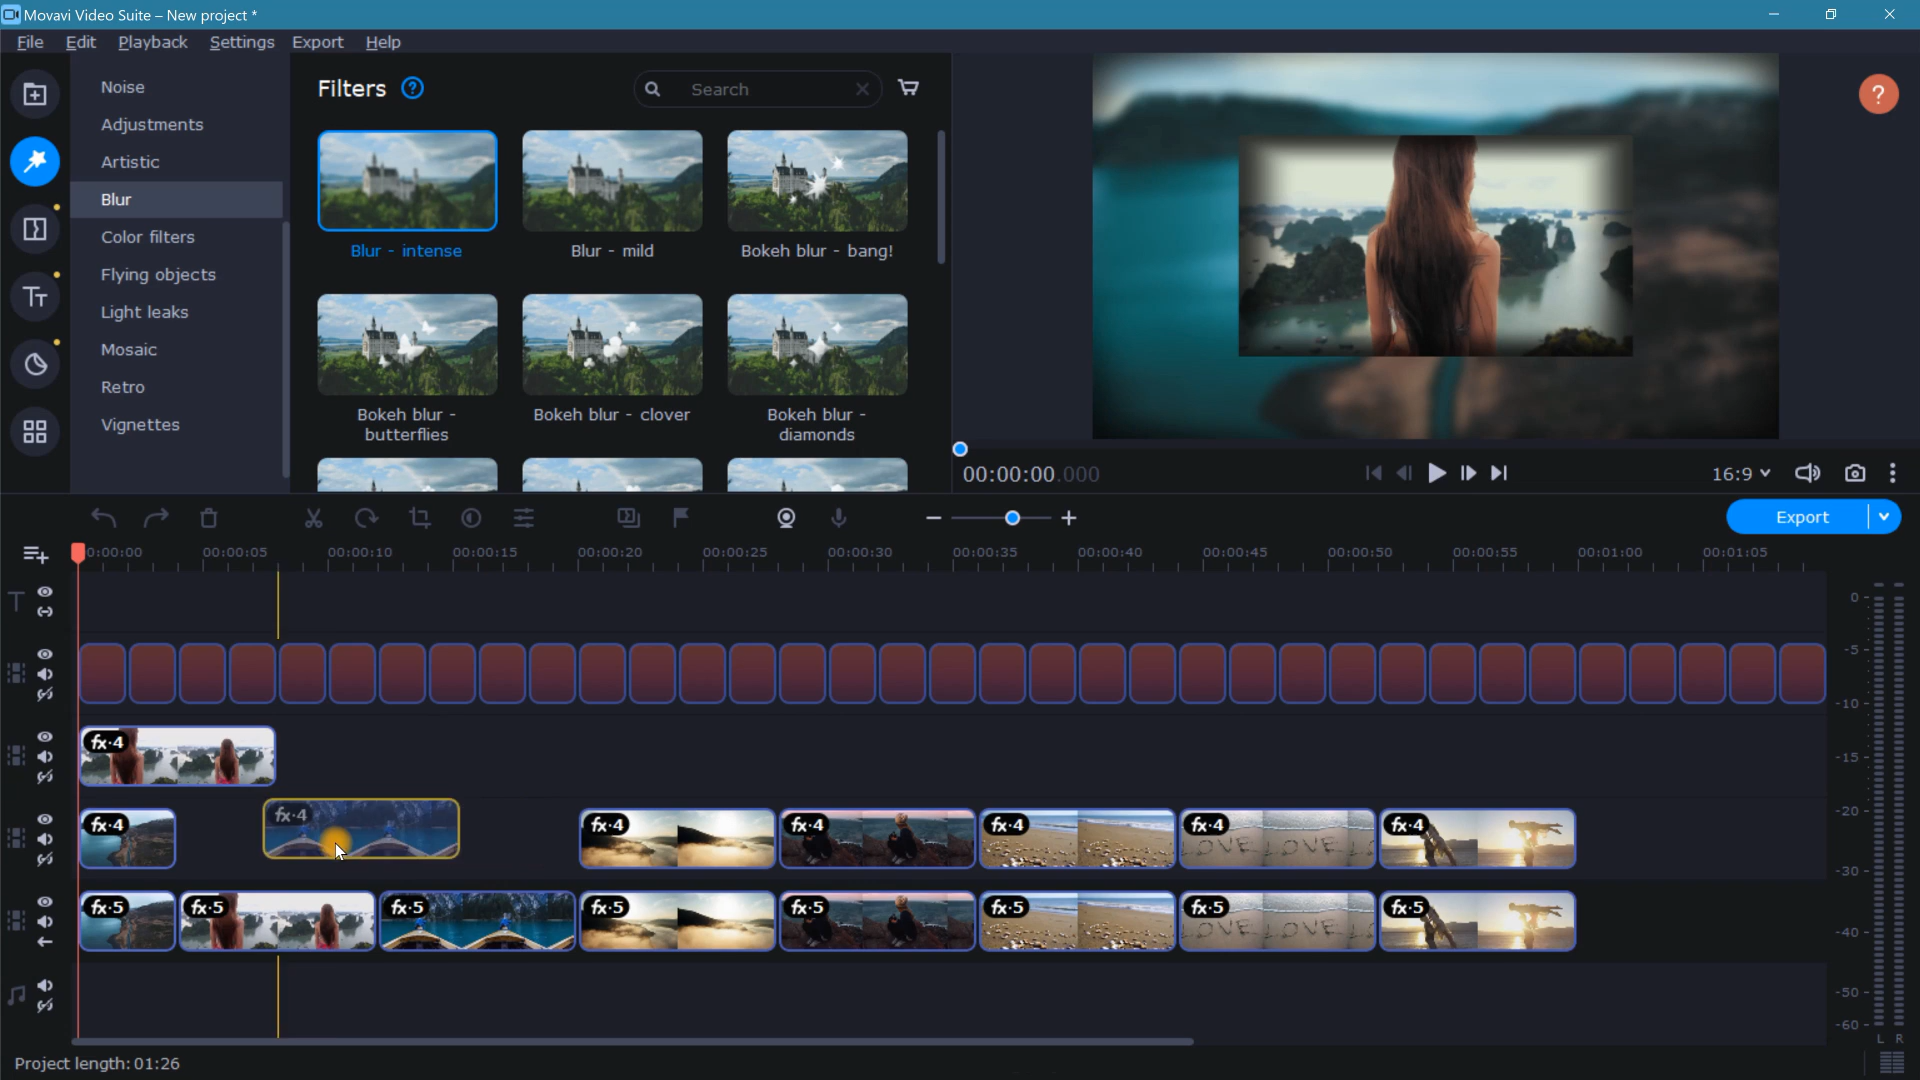 Movavi Video Suite – New project *
File Edit Playback Settings Export Help
Noise
Adjustments
Artistic
Blur
Color filters
Flying objects
Light leaks
Mosaic
Retro
Vignettes
Filters ?
Search
Blur - intense
Blur - mild
Bokeh blur - bang!
Bokeh blur -
butterflies
Bokeh blur - clover
Bokeh blur -
diamonds
?
00:00:00.000
16:9
Export
0:00:00 00:00:05 00:00:10 00:00:15 00:00:20 00:00:25 00:00:30 00:00:35 00:00:40 00:00:45 00:00:50 00:00:55 00:01:00 00:01:05
T
fx·4
fx·4 fx·4 fx·4 fx·4 fx·4 fx·4 fx·4
LOVE LOVE
fx·5 fx·5 fx·5 fx·5 fx·5 fx·5 fx·5 fx·5
LOVE LOVE
0
-5
-10
-15
-20
-30
-40
-50
-60
L R
Project length: 01:26